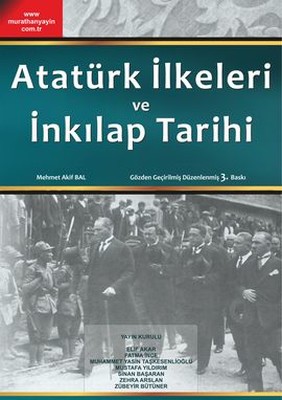 www.
murathanyayin
com.tr
Atatürk İlkeleri
ve
İnkılap Tarihi
Mehmet Akif BAL
Gözden Geçirilmiş Düzenlenmiş 3. Baskı
YAYIN KURULU
ELİF AKAR
FATMA İNCE
MUHAMMET YASİN TAŞKESENLİOĞLU
MUSTAFA YILDIRIM
SİNAN BAŞARAN
ZEHRA ARSLAN
ZÜBEYİR BÜTÜNER